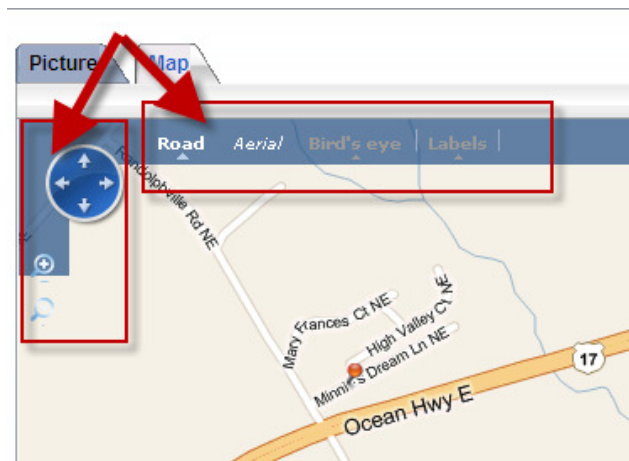 Picture
Map
Road Aerial Bird's eye Labels
Randolphville Rd NE
Mary Frances Ct NE
High Valley Ct NE
Minnie's Dream Ln NE
17
Ocean Hwy E